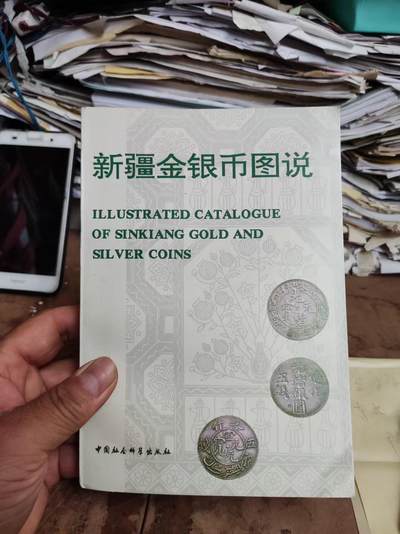 新疆金银币图说
ILLUSTRATED CATALOGUE
OF SINKIANG GOLD AND
SILVER COINS
中国社会科学出版社